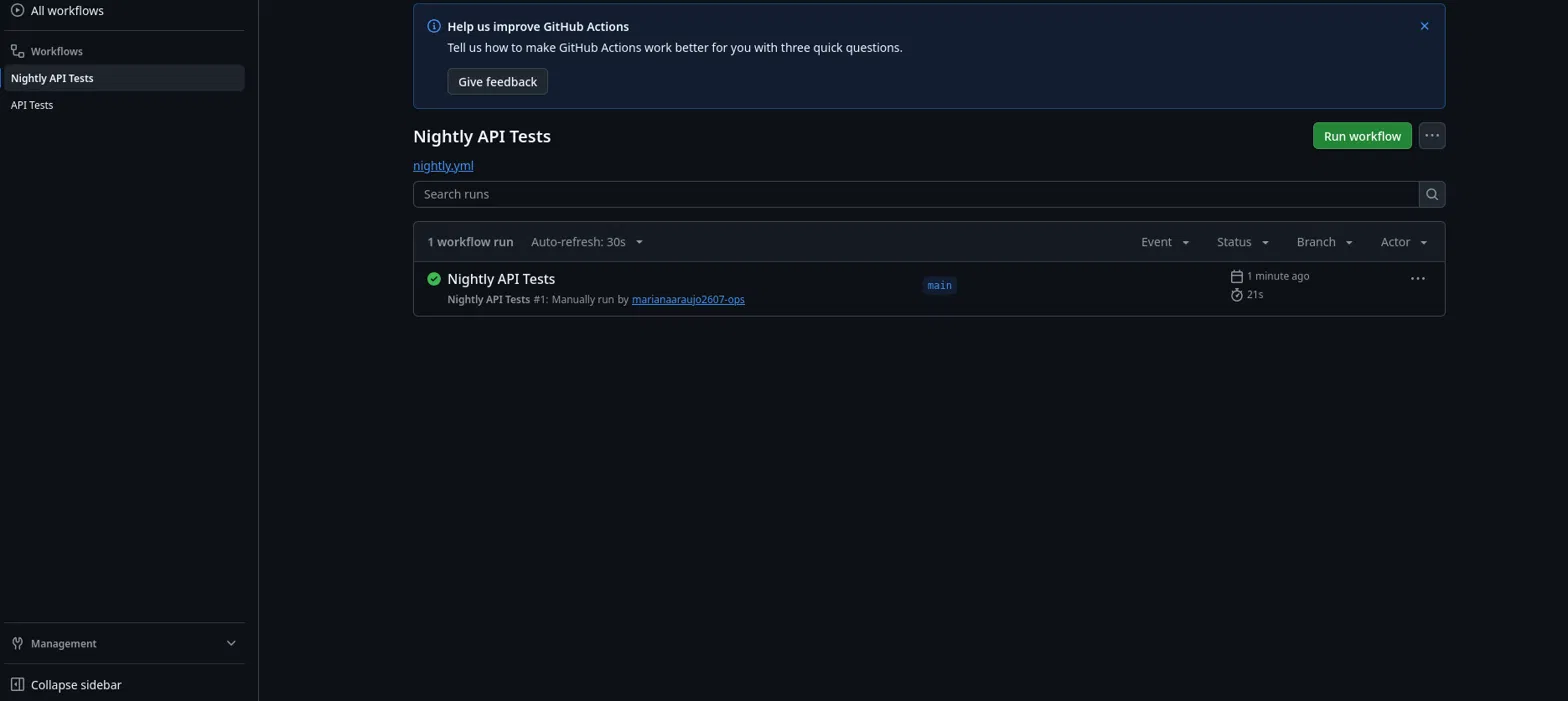 All workflows
Workflows
Nightly API Tests
API Tests
Management
Collapse sidebar
Help us improve GitHub Actions
Tell us how to make GitHub Actions work better for you with three quick questions.
Give feedback
Nightly API Tests
Run workflow
nightly.yml
Search runs
1 workflow run Auto-refresh: 30s Event Status Branch Actor
Nightly API Tests
Nightly API Tests #1: Manually run by marianaaraujo2607-ops
main
1 minute ago
21s